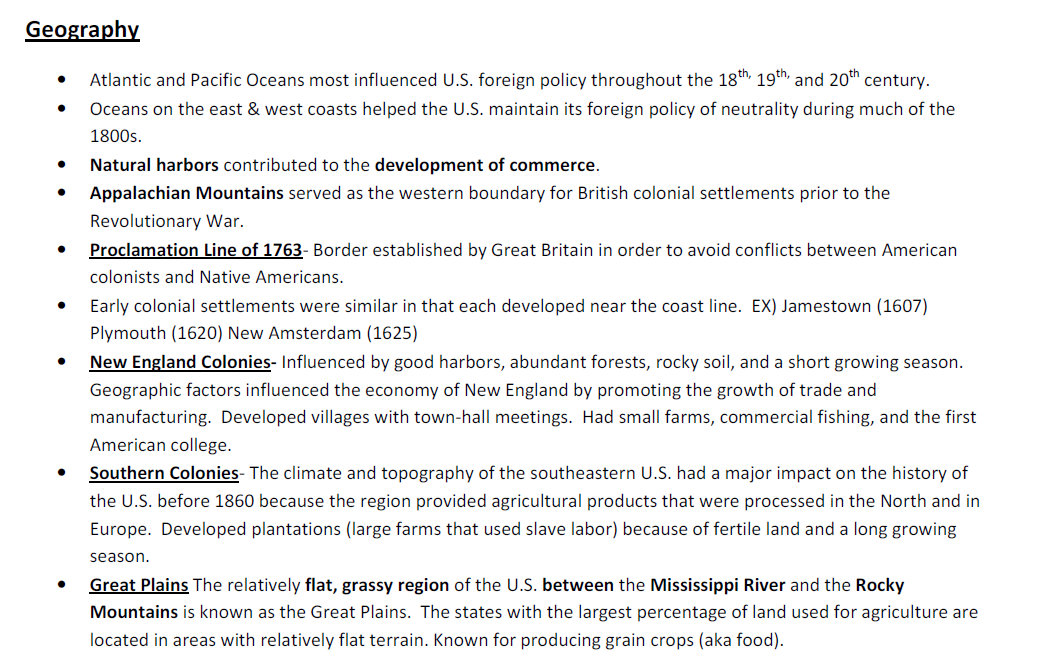 Geography
• Atlantic and Pacific Oceans most influenced U.S. foreign policy throughout the 18th, 19th, and 20th century.
• Oceans on the east & west coasts helped the U.S. maintain its foreign policy of neutrality during much of the
1800s.
• Natural harbors contributed to the development of commerce.
• Appalachian Mountains served as the western boundary for British colonial settlements prior to the
Revolutionary War.
• Proclamation Line of 1763- Border established by Great Britain in order to avoid conflicts between American
colonists and Native Americans.
• Early colonial settlements were similar in that each developed near the coast line.  EX) Jamestown (1607)
Plymouth (1620) New Amsterdam (1625)
• New England Colonies- Influenced by good harbors, abundant forests, rocky soil, and a short growing season.
Geographic factors influenced the economy of New England by promoting the growth of trade and
manufacturing.  Developed villages with town-hall meetings.  Had small farms, commercial fishing, and the first
American college.
• Southern Colonies- The climate and topography of the southeastern U.S. had a major impact on the history of
the U.S. before 1860 because the region provided agricultural products that were processed in the North and in
Europe.  Developed plantations (large farms that used slave labor) because of fertile land and a long growing
season.
• Great Plains The relatively flat, grassy region of the U.S. between the Mississippi River and the Rocky
Mountains is known as the Great Plains.  The states with the largest percentage of land used for agriculture are
located in areas with relatively flat terrain. Known for producing grain crops (aka food).